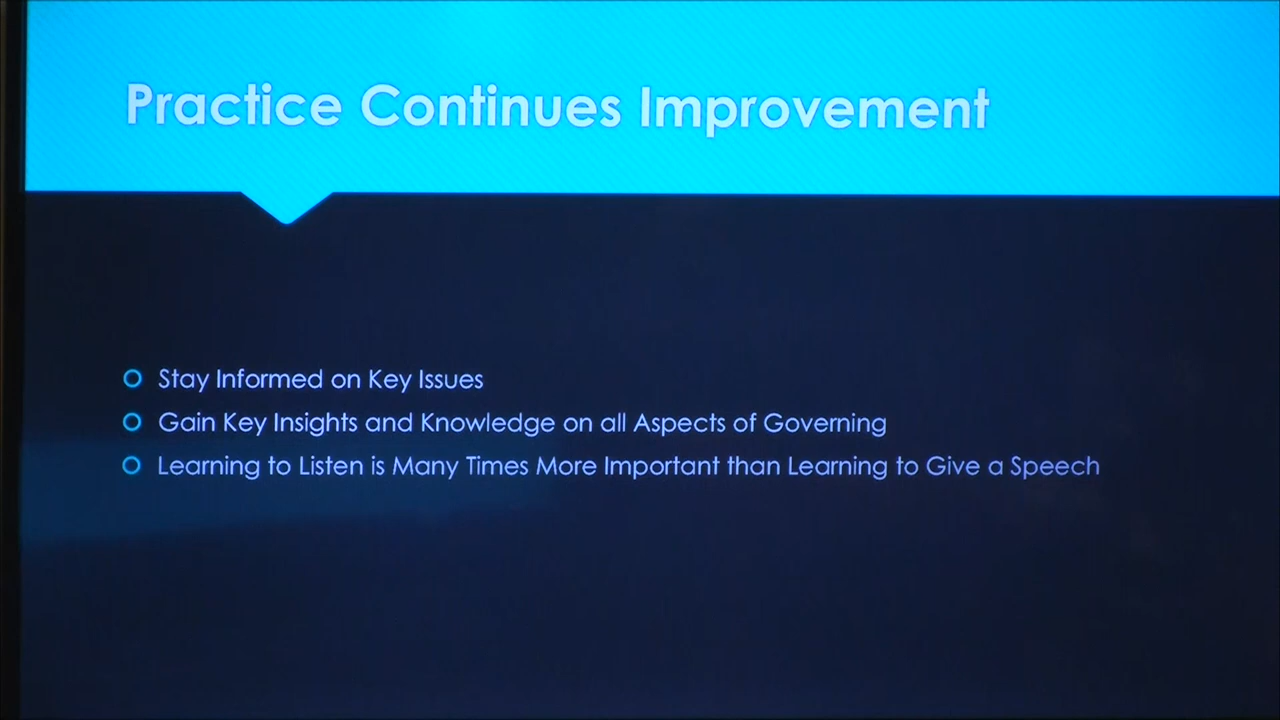 Practice Continues Improvement
Stay Informed on Key Issues
Gain Key Insights and Knowledge on all Aspects of Governing
Learning to Listen is Many Times More Important than Learning to Give a Speech